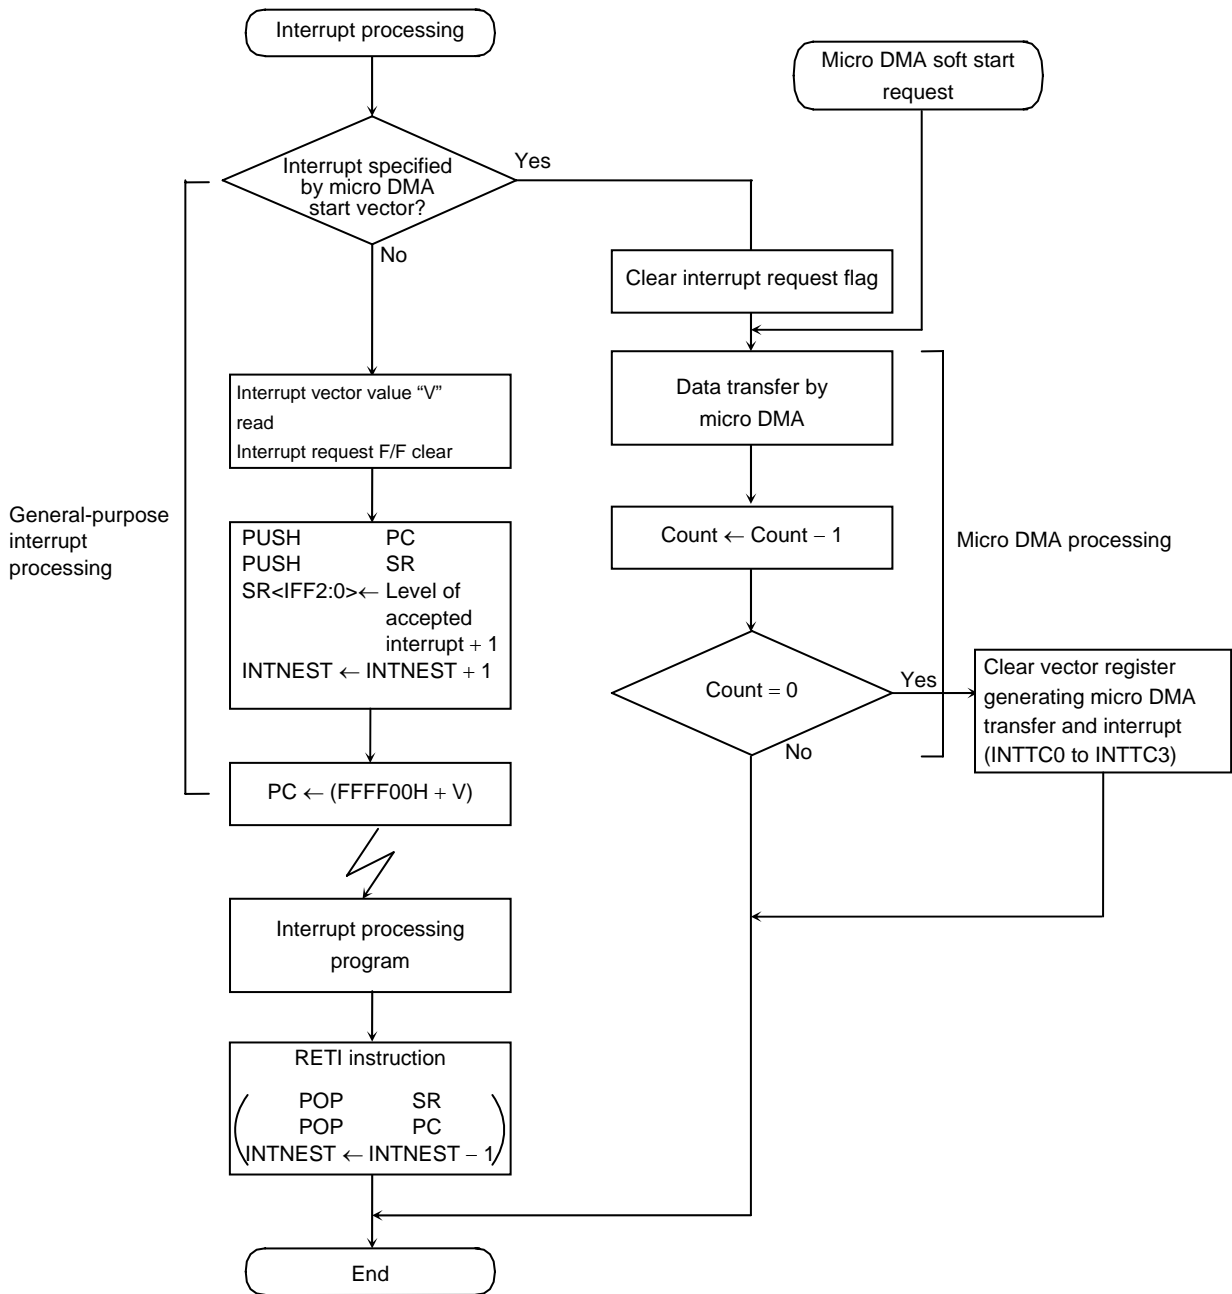 Interrupt processing
Micro DMA soft start
request
Interrupt specified
by micro DMA
start vector?
Yes
No
Clear interrupt request flag
Interrupt vector value “V”
read
Interrupt request F/F clear
Data transfer by
micro DMA
General-purpose
interrupt
processing
PUSH PC
PUSH SR
SR<IFF2:0>← Level of
accepted
interrupt + 1
INTNEST ← INTNEST + 1
Count ← Count − 1
Micro DMA processing
Count = 0
Yes
No
Clear vector register
generating micro DMA
transfer and interrupt
(INTTC0 to INTTC3)
PC ← (FFFF00H + V)
Interrupt processing
program
RETI instruction
POP SR
POP PC
INTNEST ← INTNEST − 1
End